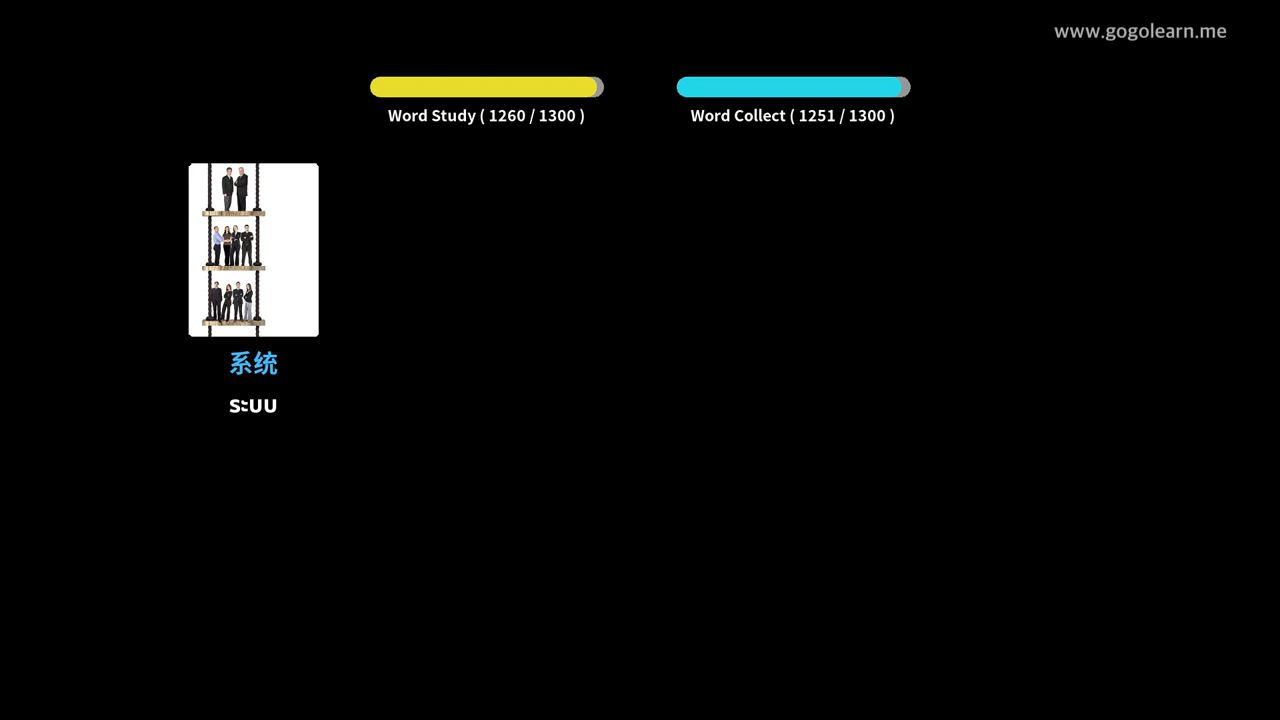 www.gogolearn.me
Word Study ( 1260 / 1300 )
Word Collect ( 1251 / 1300 )
系统
ระบบ